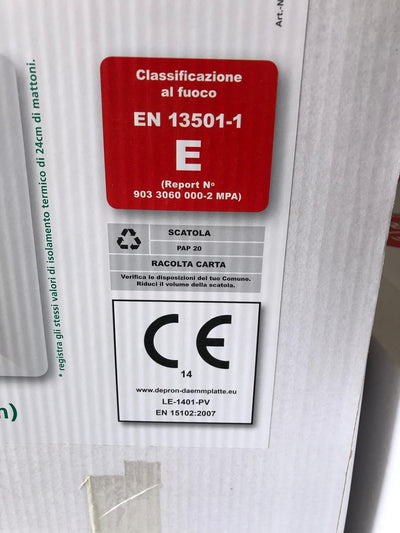 Art.-N
Classificazione
al fuoco
EN 13501-1
E
(Report Nº
903 3060 000-2 MPA)
SCATOLA
PAP 20
RACOLTA CARTA
Verifica le disposizioni del tuo Comune.
Riduci il volume della scatola.
CE
14
www.depron-daemmplatte.eu
LE-1401-PV
EN 15102:2007
* registra gli stessi valori di isolamento termico di 24cm di mattoni.
)